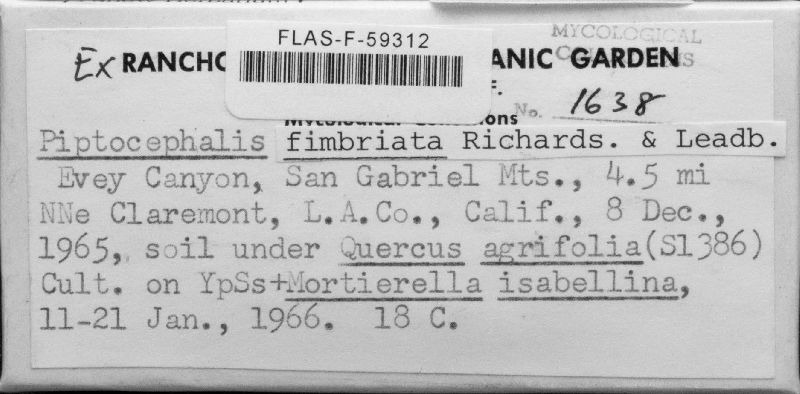 FLAS-F-59312
MYCOLOGICAL
Ex RANCHO ANIC GARDEN
No. 1638
Piptocephalis fimbriata Richards. & Leadb.
Evey Canyon, San Gabriel Mts., 4.5 mi
NNe Claremont, L.A.Co., Calif., 8 Dec.,
1965, soil under Quercus agrifolia(S1386)
Cult. on YpSs+Mortierella isabellina,
11-21 Jan., 1966. 18 C.